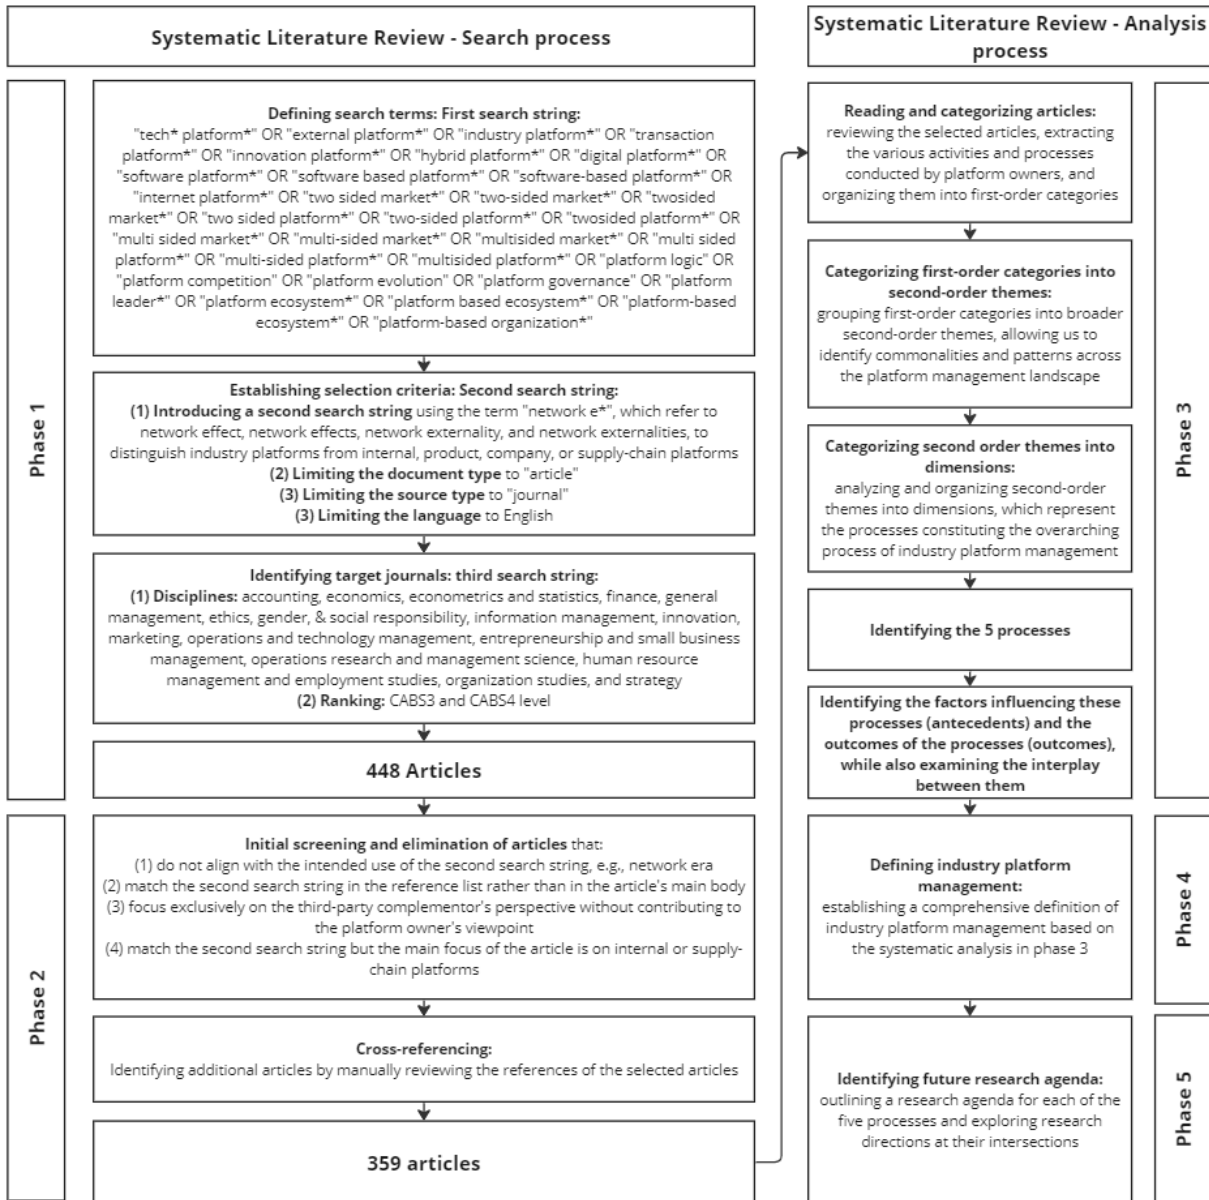 Systematic Literature Review - Search process
Phase 1
Defining search terms: First search string:
"tech* platform*" OR "external platform*" OR "industry platform*" OR "transaction
platform*" OR "innovation platform*" OR "hybrid platform*" OR "digital platform*" OR
"software platform*" OR "software based platform*" OR "software-based platform*" OR
"internet platform*" OR "two sided market*" OR "two-sided market*" OR "twosided
market*" OR "two sided platform*" OR "two-sided platform*" OR "twosided platform*" OR
"multi sided market*" OR "multi-sided market*" OR "multisided market*" OR "multi sided
platform*" OR "multi-sided platform*" OR "multisided platform*" OR "platform logic" OR
"platform competition" OR "platform evolution" OR "platform governance" OR "platform
leader*" OR "platform ecosystem*" OR "platform based ecosystem*" OR "platform-based
ecosystem*" OR "platform-based organization*"
Establishing selection criteria: Second search string:
(1) Introducing a second search string using the term "network e*", which refer to
network effect, network effects, network externality, and network externalities, to
distinguish industry platforms from internal, product, company, or supply-chain platforms
(2) Limiting the document type to "article"
(3) Limiting the source type to "journal"
(3) Limiting the language to English
Identifying target journals: third search string:
(1) Disciplines: accounting, economics, econometrics and statistics, finance, general
management, ethics, gender, & social responsibility, information management, innovation,
marketing, operations and technology management, entrepreneurship and small business
management, operations research and management science, human resource
management and employment studies, organization studies, and strategy
(2) Ranking: CABS3 and CABS4 level
448 Articles
Phase 2
Initial screening and elimination of articles that:
(1) do not align with the intended use of the second search string, e.g., network era
(2) match the second search string in the reference list rather than in the article's main body
(3) focus exclusively on the third-party complementor's perspective without contributing to
the platform owner's viewpoint
(4) match the second search string but the main focus of the article is on internal or supply-
chain platforms
Cross-referencing:
Identifying additional articles by manually reviewing the references of the selected articles
359 articles
Systematic Literature Review - Analysis
process
Reading and categorizing articles:
reviewing the selected articles, extracting
the various activities and processes
conducted by platform owners, and
organizing them into first-order categories
Categorizing first-order categories into
second-order themes:
grouping first-order categories into broader
second-order themes, allowing us to
identify commonalities and patterns across
the platform management landscape
Categorizing second order themes into
dimensions:
analyzing and organizing second-order
themes into dimensions, which represent
the processes constituting the overarching
process of industry platform management
Identifying the 5 processes
Identifying the factors influencing these
processes (antecedents) and the
outcomes of the processes (outcomes),
while also examining the interplay
between them
Phase 3
Defining industry platform
management:
establishing a comprehensive definition of
industry platform management based on
the systematic analysis in phase 3
Phase 4
Identifying future research agenda:
outlining a research agenda for each of the
five processes and exploring research
directions at their intersections
Phase 5